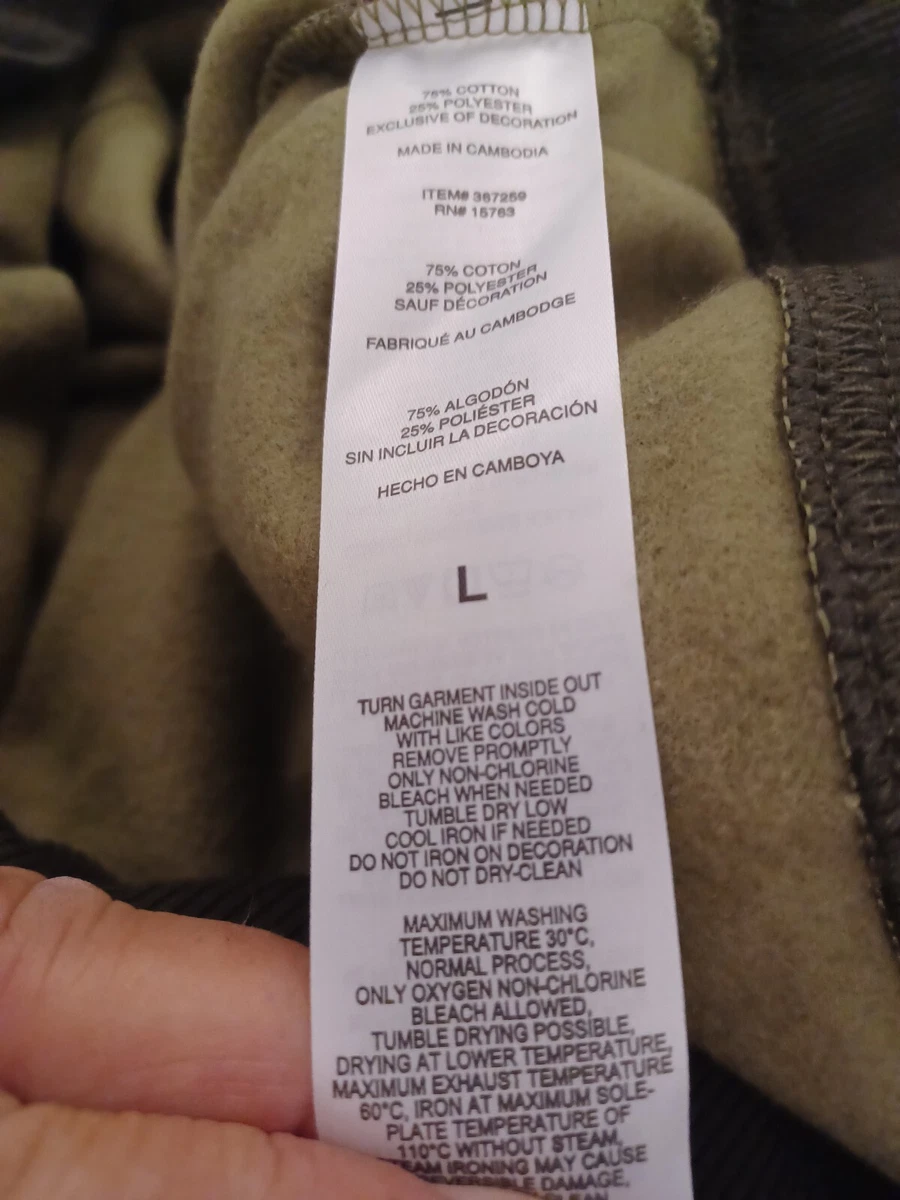 75% COTTON
25% POLYESTER
EXCLUSIVE OF DECORATION
MADE IN CAMBODIA
ITEM# 367259
RN# 15763
75% COTON
25% POLYESTER
SAUF DÉCORATION
FABRIQUÉ AU CAMBODGE
75% ALGODÓN
25% POLIÉSTER
SIN INCLUIR LA DECORACIÓN
HECHO EN CAMBOYA
L
TURN GARMENT INSIDE OUT
MACHINE WASH COLD
WITH LIKE COLORS
REMOVE PROMPTLY
ONLY NON-CHLORINE
BLEACH WHEN NEEDED
TUMBLE DRY LOW
COOL IRON IF NEEDED
DO NOT IRON ON DECORATION
DO NOT DRY-CLEAN
MAXIMUM WASHING
TEMPERATURE 30°C,
NORMAL PROCESS,
ONLY OXYGEN NON-CHLORINE
BLEACH ALLOWED,
TUMBLE DRYING POSSIBLE,
DRYING AT LOWER TEMPERATURE,
MAXIMUM EXHAUST TEMPERATURE
60°C, IRON AT MAXIMUM SOLE-
PLATE TEMPERATURE OF
110°C WITHOUT STEAM,
IRONING MAY CAUSE
DAMAGE,